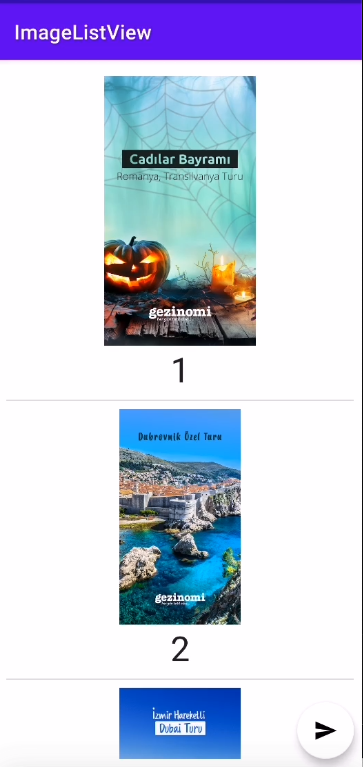 ImageListView
Cadılar Bayramı
Romanya, Transilvanya Turu
gezinomi
1
Dubrovnik Özel Turu
gezinomi
2
İzmir Hareketli
Dubai Turu